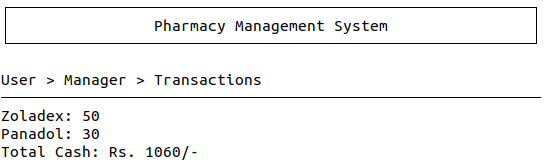 Pharmacy Management System
User > Manager > Transactions
Zoladex: 50
Panadol: 30
Total Cash: Rs. 1060/-